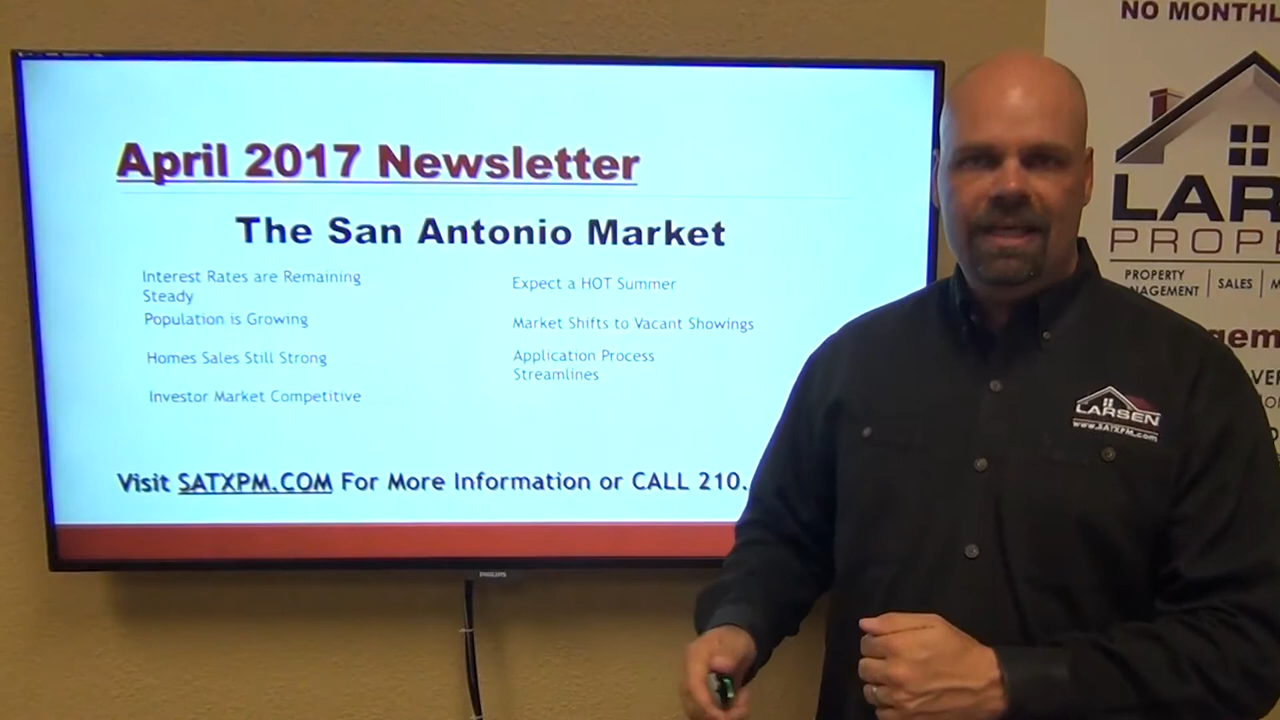 April 2017 Newsletter
The San Antonio Market
Interest Rates are Remaining
Steady
Population is Growing
Homes Sales Still Strong
Investor Market Competitive
Expect a HOT Summer
Market Shifts to Vacant Showings
Application Process
Streamlines
Visit SATXPM.COM For More Information or CALL 210.
PHILIPS
NO MONTHL
LAR
PROPE
PROPERTY
NAGEMENT
SALES
M
gem
VER
LARSEN
www.SATXPM.com